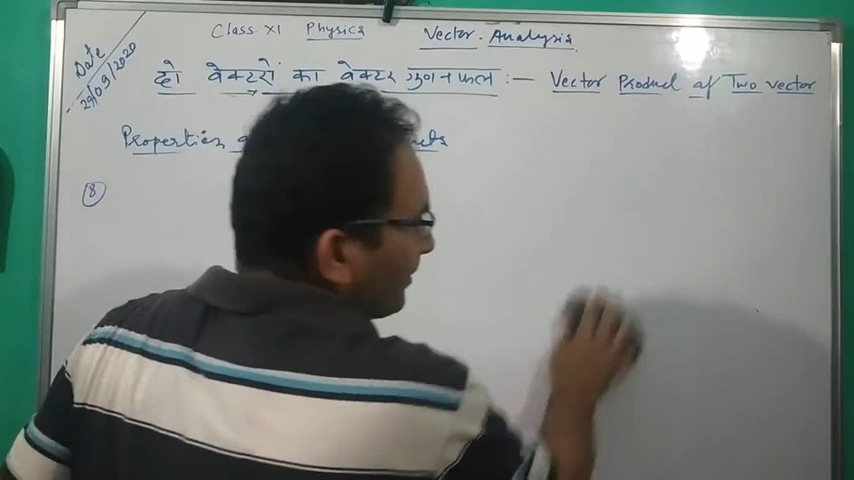 Class XI Physics Vector Analysis
Date
29/09/2020
दो वेक्टरों का वेक्टर गुणनफल :— Vector Product of Two vector
Properties
8